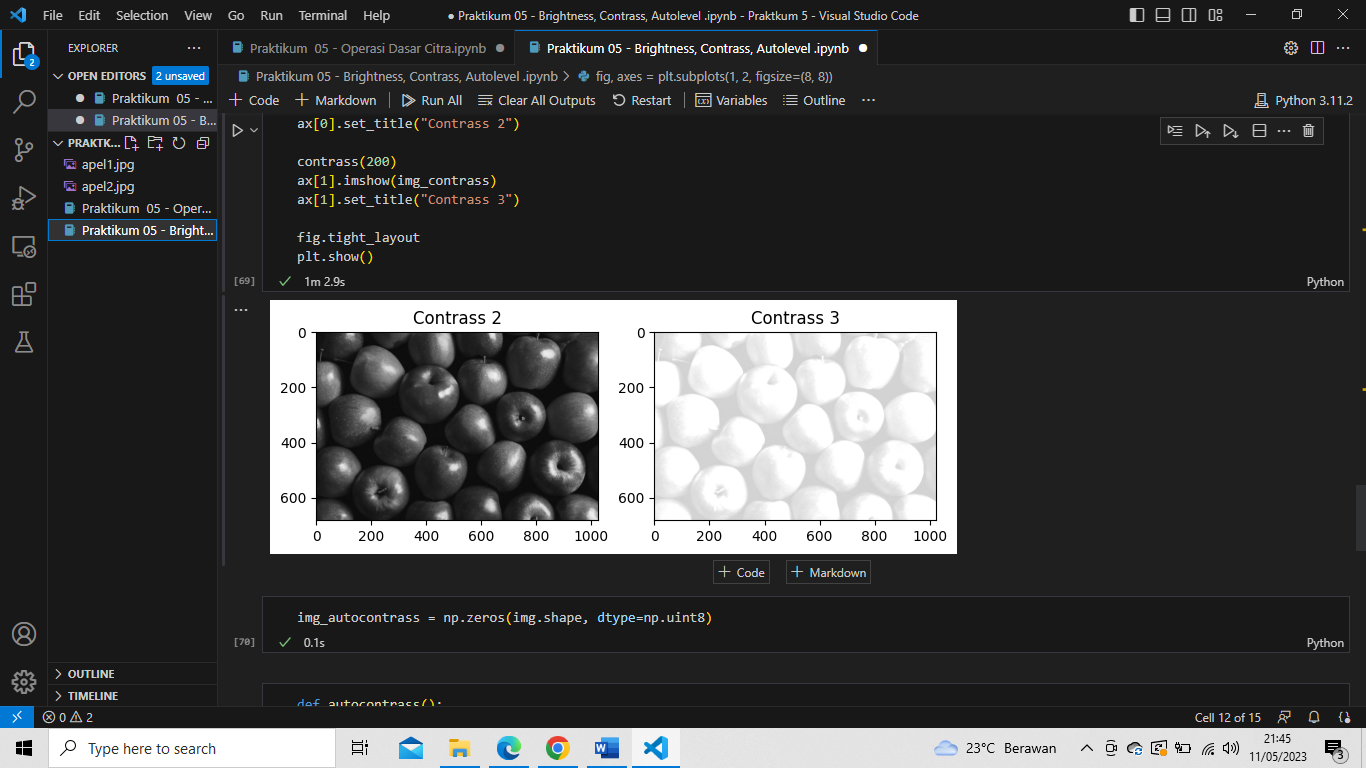 File Edit Selection View Go Run Terminal Help
● Praktikum 05 - Brightness, Contrass, Autolevel .ipynb - Praktkum 5 - Visual Studio Code
EXPLORER
OPEN EDITORS 2 unsaved
Praktikum 05 - ...
Praktikum 05 - B...
PRAKTK...
apel1.jpg
apel2.jpg
Praktikum 05 - Oper...
Praktikum 05 - Bright...
OUTLINE
TIMELINE
2
Praktikum 05 - Operasi Dasar Citra.ipynb
Praktikum 05 - Brightness, Contrass, Autolevel .ipynb
Praktikum 05 - Brightness, Contrass, Autolevel .ipynb > fig, axes = plt.subplots(1, 2, figsize=(8, 8))
+ Code + Markdown Run All Clear All Outputs Restart Variables Outline ...
Python 3.11.2
ax[0].set_title("Contrass 2")
contrass(200)
ax[1].imshow(img_contrass)
ax[1].set_title("Contrass 3")
fig.tight_layout
plt.show()
[69] 1m 2.9s Python
Contrass 2 Contrass 3
0
200
400
600
0 200 400 600 800 1000
0
200
400
600
0 200 400 600 800 1000
+ Code + Markdown
img_autocontrass = np.zeros(img.shape, dtype=np.uint8)
[70] 0.1s Python
def autocontrass():
0 2
Cell 12 of 15
Type here to search
23°C Berawan
21:45
11/05/2023
3